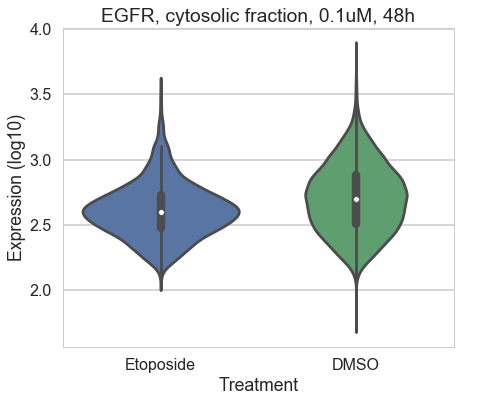 EGFR, cytosolic fraction, 0.1uM, 48h
Expression (log10)
4.0
3.5
3.0
2.5
2.0
Etoposide DMSO
Treatment